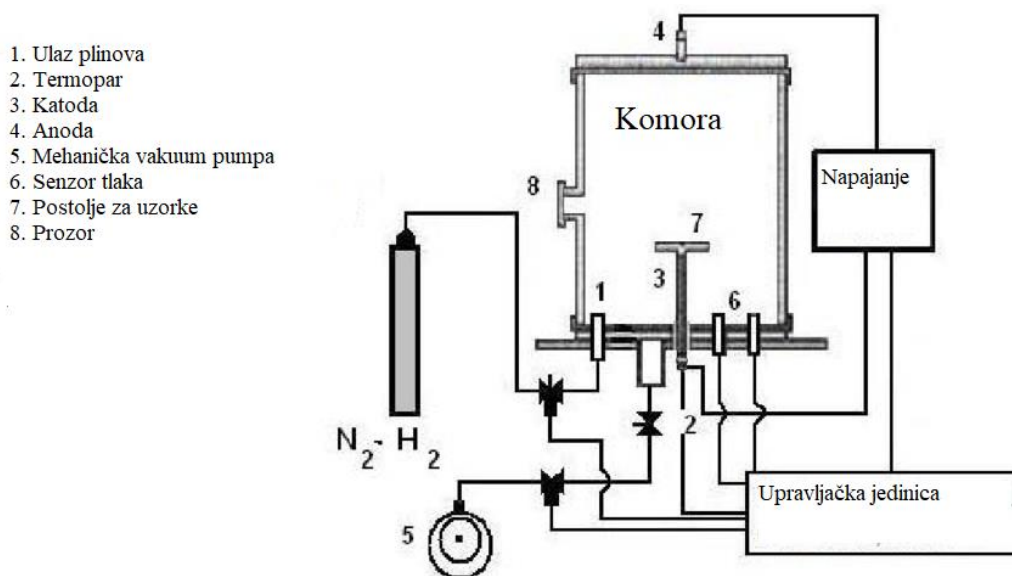 1. Ulaz plinova
2. Termopar
3. Katoda
4. Anoda
5. Mehanička vakuum pumpa
6. Senzor tlaka
7. Postolje za uzorke
8. Prozor
4
Komora
Napajanje
8
7
3
1
6
2
N2- H2
Upravljačka jedinica
5